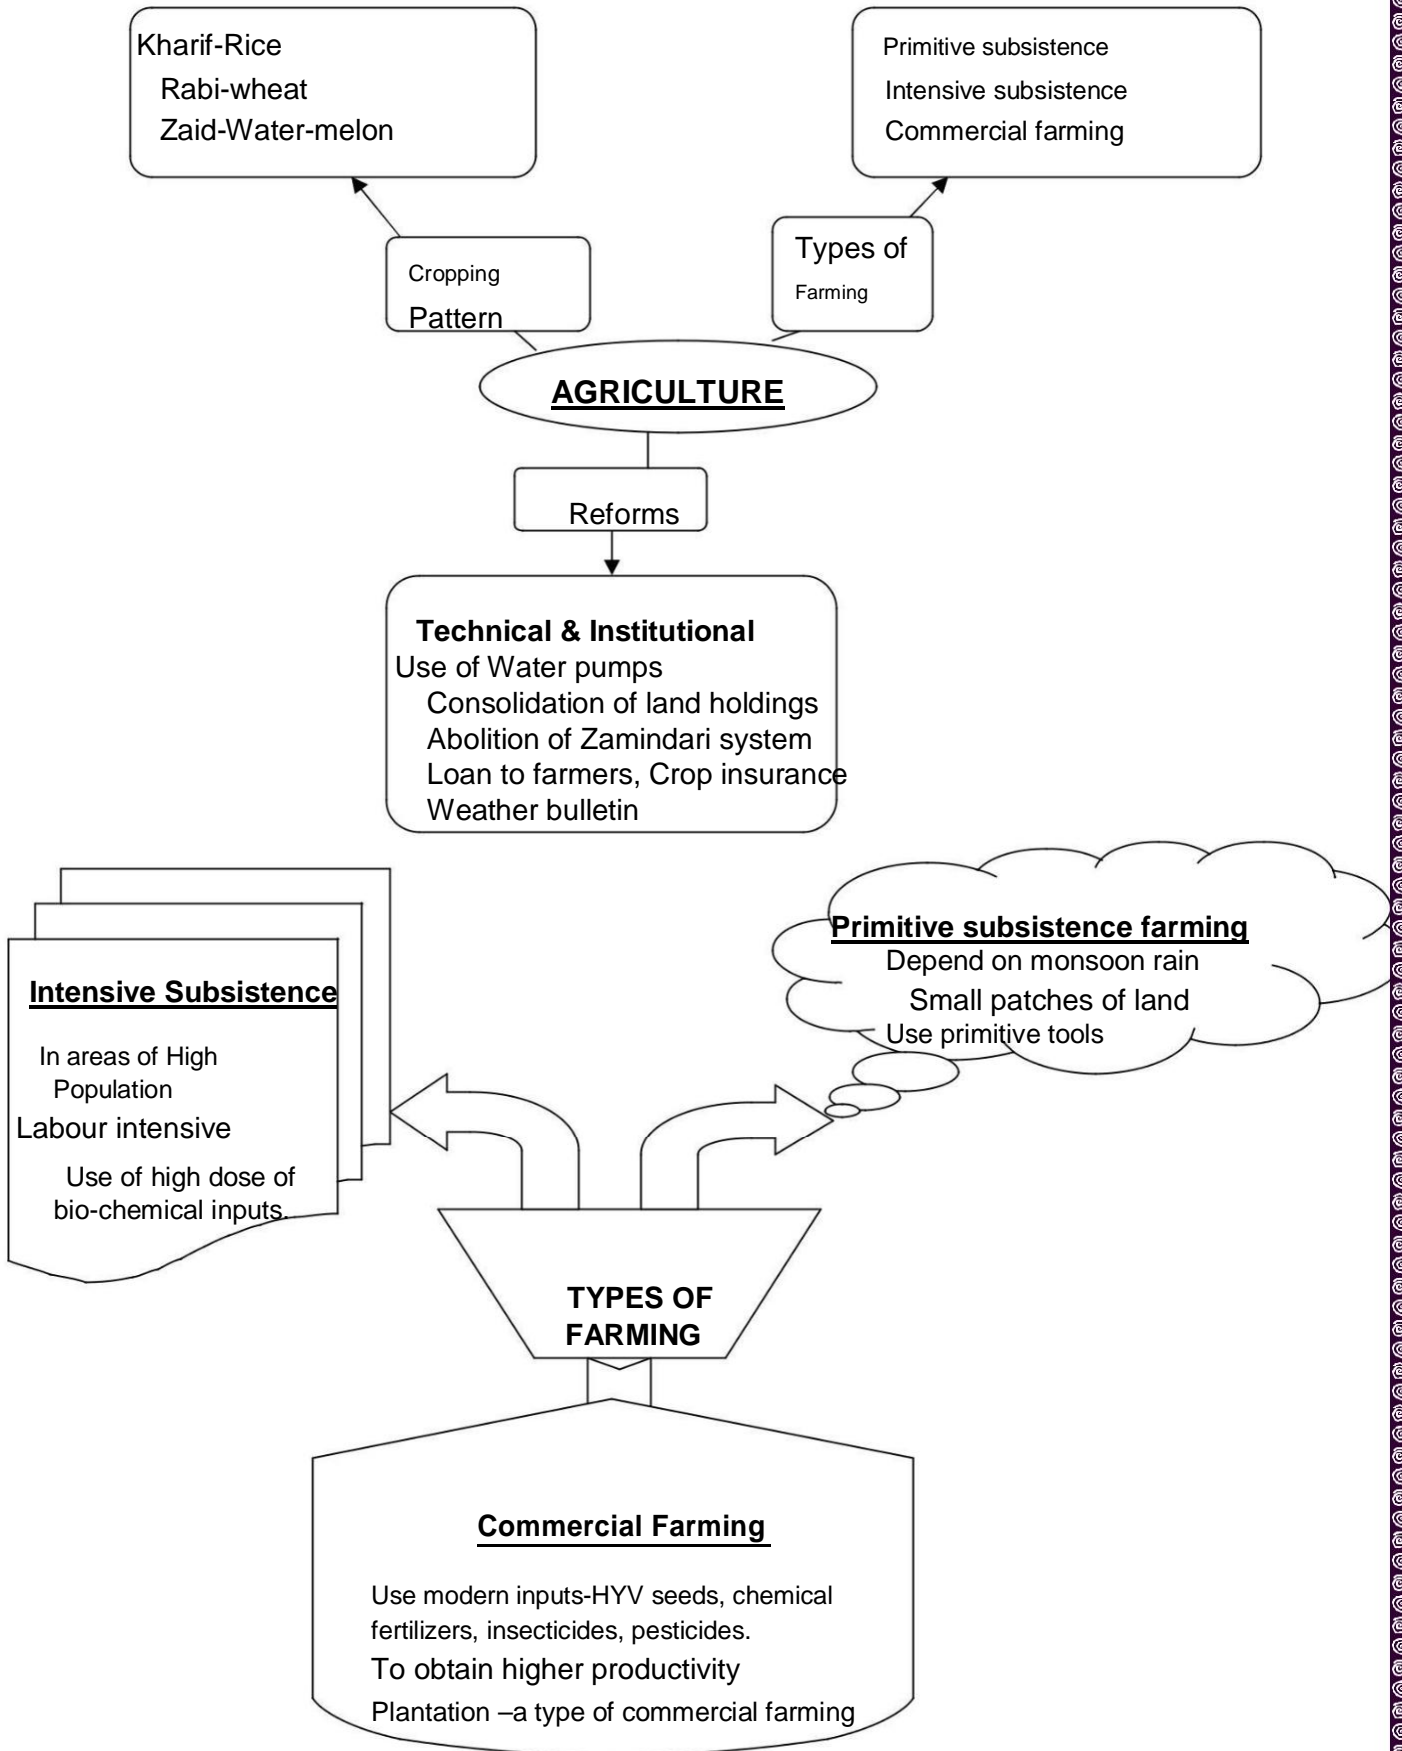 Kharif-Rice
Rabi-wheat
Zaid-Water-melon
Primitive subsistence
Intensive subsistence
Commercial farming
Cropping
Pattern
Types of
Farming
AGRICULTURE
Reforms
Technical & Institutional
Use of Water pumps
Consolidation of land holdings
Abolition of Zamindari system
Loan to farmers, Crop insurance
Weather bulletin
Primitive subsistence farming
Depend on monsoon rain
Small patches of land
Use primitive tools
Intensive Subsistence
In areas of High
Population
Labour intensive
Use of high dose of
bio-chemical inputs.
TYPES OF
FARMING
Commercial Farming
Use modern inputs-HYV seeds, chemical
fertilizers, insecticides, pesticides.
To obtain higher productivity
Plantation –a type of commercial farming